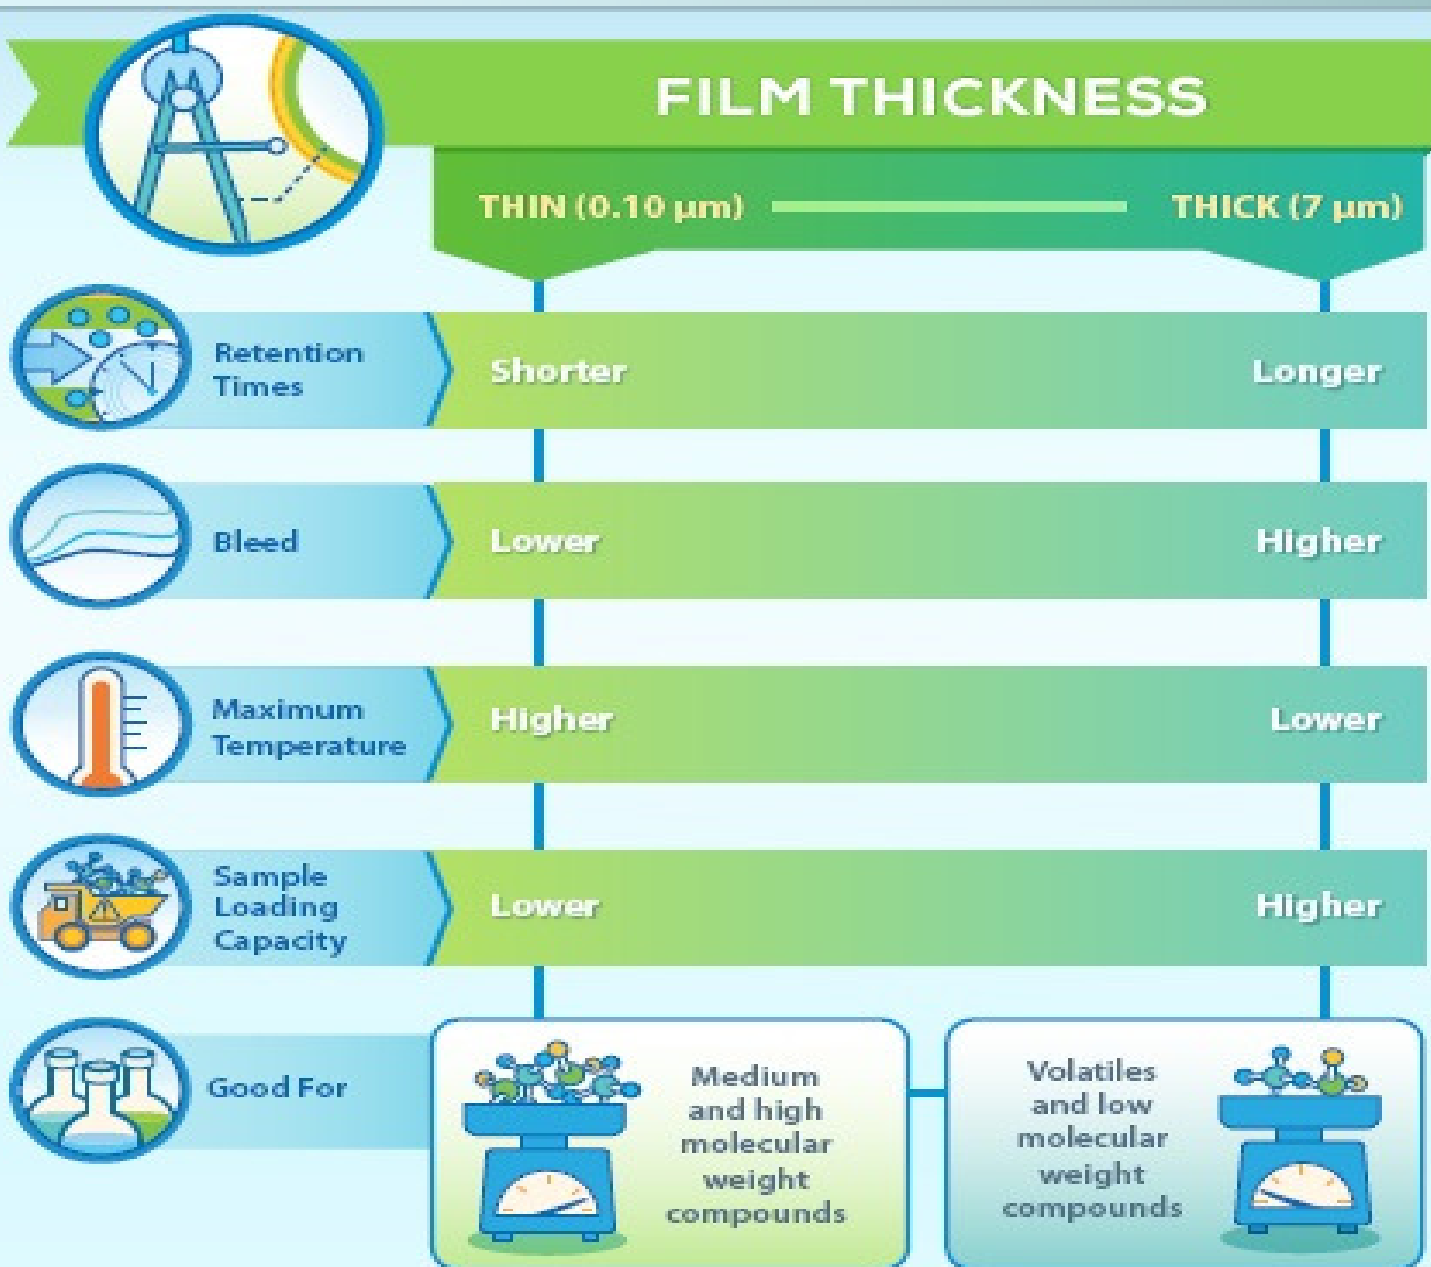 FILM THICKNESS
THIN (0.10 µm)
THICK (7 µm)
Retention
Times
Shorter
Longer
Bleed
Lower
Higher
Maximum
Temperature
Higher
Lower
Sample
Loading
Capacity
Lower
Higher
Good For
Medium
and high
molecular
weight
compounds
Volatiles
and low
molecular
weight
compounds